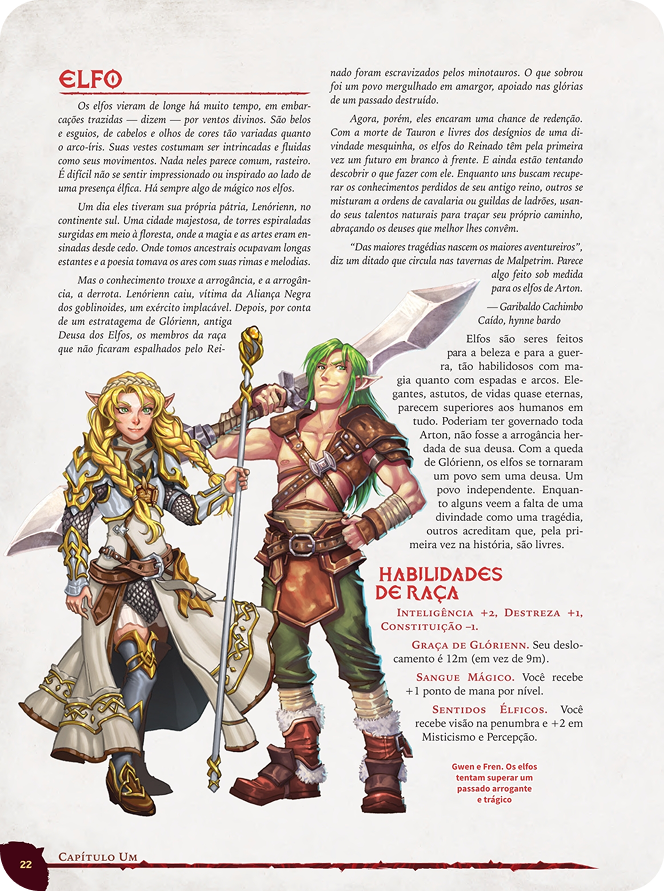 ELFO
Os elfos vieram de longe há muito tempo, em embar-
cações trazidas — dizem — por ventos divinos. São belos
e esguios, de cabelos e olhos de cores tão variadas quanto
o arco-íris. Suas vestes costumam ser intrincadas e fluidas
como seus movimentos. Nada neles parece comum, rasteiro.
É difícil não se sentir impressionado ou inspirado ao lado de
uma presença élfica. Há sempre algo de mágico nos elfos.
Um dia eles tiveram sua própria pátria, Lenórienn, no
continente sul. Uma cidade majestosa, de torres espiraladas
surgidas em meio à floresta, onde a magia e as artes eram en-
sinadas desde cedo. Onde tomos ancestrais ocupavam longas
estantes e a poesia tomava os ares com suas rimas e melodias.
Mas o conhecimento trouxe a arrogância, e a arrogân-
cia, a derrota. Lenórienn caiu, vítima da Aliança Negra
dos goblinoides, um exército implacável. Depois, por conta
de um estratagema de Glórienn, antiga
Deusa dos Elfos, os membros da raça
que não ficaram espalhados pelo Rei-
nado foram escravizados pelos minotauros. O que sobrou
foi um povo mergulhado em amargor, apoiado nas glórias
de um passado destruído.
Agora, porém, eles encaram uma chance de redenção.
Com a morte de Tauron e livres dos desígnios de uma di-
vindade mesquinha, os elfos do Reinado têm pela primeira
vez um futuro em branco à frente. E ainda estão tentando
descobrir o que fazer com ele. Enquanto uns buscam recupe-
rar os conhecimentos perdidos de seu antigo reino, outros se
misturam a ordens de cavalaria ou guildas de ladrões, usan-
do seus talentos naturais para traçar seu próprio caminho,
abraçando os deuses que melhor lhes convêm.
“Das maiores tragédias nascem os maiores aventureiros”,
diz um ditado que circula nas tavernas de Malpetrim. Parece
algo feito sob medida
para os elfos de Arton.
— Garibaldo Cachimbo
Caído, hynne bardo
Elfos são seres feitos
para a beleza e para a guer-
ra, tão habilidosos com ma-
gia quanto com espadas e arcos. Ele-
gantes, astutos, de vidas quase eternas,
parecem superiores aos humanos em
tudo. Poderiam ter governado toda
Arton, não fosse a arrogância her-
dada de sua deusa. Com a queda
de Glórienn, os elfos se tornaram
um povo sem uma deusa. Um
povo independente. Enquan-
to alguns veem a falta de uma
divindade como uma tragédia,
outros acreditam que, pela pri-
meira vez na história, são livres.
HABILIDADES
DE RAÇA
Inteligência +2, Destreza +1,
Constituição –1.
Graça de Glórienn. Seu deslo-
camento é 12m (em vez de 9m).
Sangue Mágico. Você recebe
+1 ponto de mana por nível.
Sentidos Élficos. Você
recebe visão na penumbra e +2 em
Misticismo e Percepção.
Gwen e Fren. Os elfos
tentam superar um
passado arrogante
e trágico
22
Capítulo Um